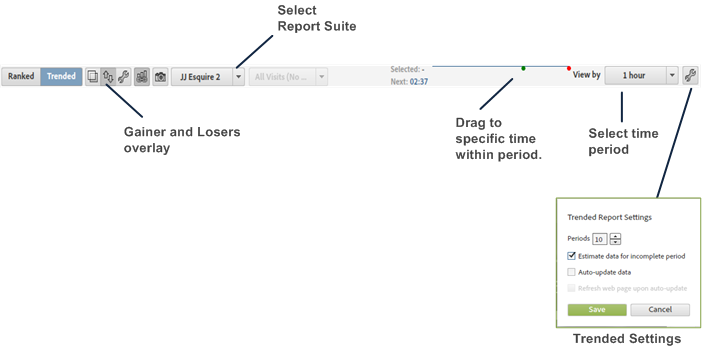 Select
Report Suite
Selected: -
Ranked
Trended
JJ Esquire 2
All Visits (No ...
Next: 02:37
View by
1 hour
Gainer and Losers
overlay
Drag to
specific time
within period.
Select time
period
Trended Report Settings
Periods 10
Estimate data for incomplete period
Auto-update data
Refresh web page upon auto-update
Save
Cancel
Trended Settings